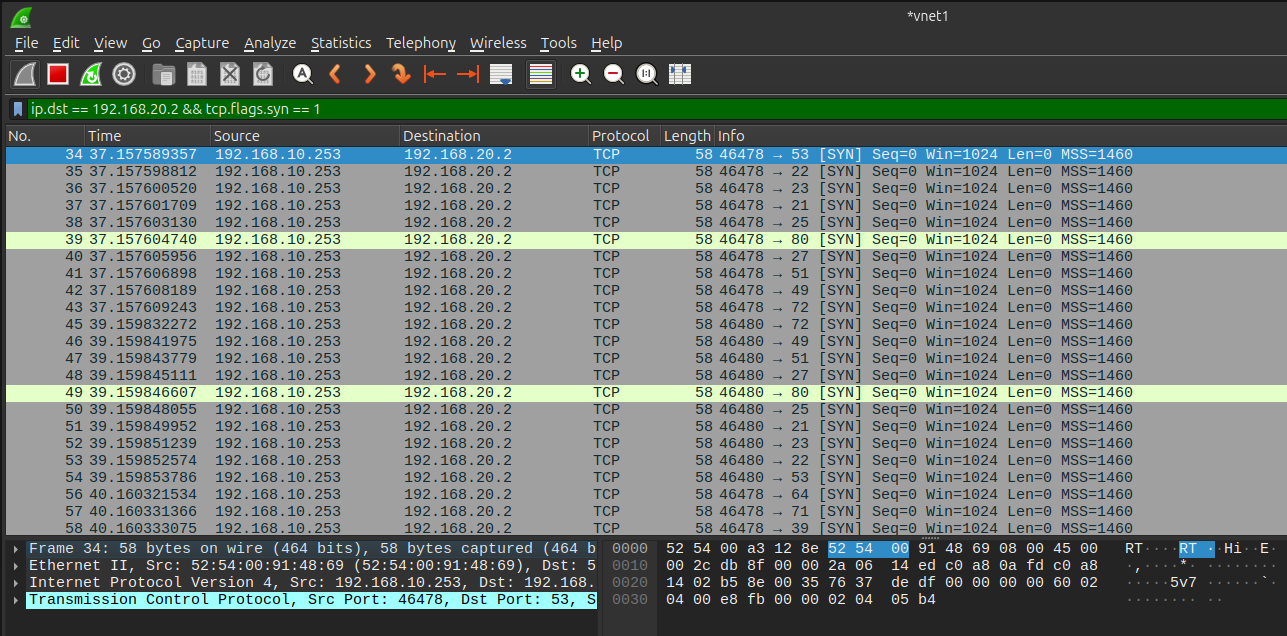 *vnet1
File Edit View Go Capture Analyze Statistics Telephony Wireless Tools Help
ip.dst == 192.168.20.2 && tcp.flags.syn == 1
No. Time Source Destination Protocol Length Info
34 37.157589357 192.168.10.253 192.168.20.2 TCP 58 46478 → 53 [SYN] Seq=0 Win=1024 Len=0 MSS=1460
35 37.157598812 192.168.10.253 192.168.20.2 TCP 58 46478 → 22 [SYN] Seq=0 Win=1024 Len=0 MSS=1460
36 37.157600520 192.168.10.253 192.168.20.2 TCP 58 46478 → 23 [SYN] Seq=0 Win=1024 Len=0 MSS=1460
37 37.157601709 192.168.10.253 192.168.20.2 TCP 58 46478 → 21 [SYN] Seq=0 Win=1024 Len=0 MSS=1460
38 37.157603130 192.168.10.253 192.168.20.2 TCP 58 46478 → 25 [SYN] Seq=0 Win=1024 Len=0 MSS=1460
39 37.157604740 192.168.10.253 192.168.20.2 TCP 58 46478 → 80 [SYN] Seq=0 Win=1024 Len=0 MSS=1460
40 37.157605956 192.168.10.253 192.168.20.2 TCP 58 46478 → 27 [SYN] Seq=0 Win=1024 Len=0 MSS=1460
41 37.157606898 192.168.10.253 192.168.20.2 TCP 58 46478 → 51 [SYN] Seq=0 Win=1024 Len=0 MSS=1460
42 37.157608189 192.168.10.253 192.168.20.2 TCP 58 46478 → 49 [SYN] Seq=0 Win=1024 Len=0 MSS=1460
43 37.157609243 192.168.10.253 192.168.20.2 TCP 58 46478 → 72 [SYN] Seq=0 Win=1024 Len=0 MSS=1460
45 39.159832272 192.168.10.253 192.168.20.2 TCP 58 46480 → 72 [SYN] Seq=0 Win=1024 Len=0 MSS=1460
46 39.159841975 192.168.10.253 192.168.20.2 TCP 58 46480 → 49 [SYN] Seq=0 Win=1024 Len=0 MSS=1460
47 39.159843779 192.168.10.253 192.168.20.2 TCP 58 46480 → 51 [SYN] Seq=0 Win=1024 Len=0 MSS=1460
48 39.159845111 192.168.10.253 192.168.20.2 TCP 58 46480 → 27 [SYN] Seq=0 Win=1024 Len=0 MSS=1460
49 39.159846607 192.168.10.253 192.168.20.2 TCP 58 46480 → 80 [SYN] Seq=0 Win=1024 Len=0 MSS=1460
50 39.159848055 192.168.10.253 192.168.20.2 TCP 58 46480 → 25 [SYN] Seq=0 Win=1024 Len=0 MSS=1460
51 39.159849952 192.168.10.253 192.168.20.2 TCP 58 46480 → 21 [SYN] Seq=0 Win=1024 Len=0 MSS=1460
52 39.159851239 192.168.10.253 192.168.20.2 TCP 58 46480 → 23 [SYN] Seq=0 Win=1024 Len=0 MSS=1460
53 39.159852574 192.168.10.253 192.168.20.2 TCP 58 46480 → 22 [SYN] Seq=0 Win=1024 Len=0 MSS=1460
54 39.159853786 192.168.10.253 192.168.20.2 TCP 58 46480 → 53 [SYN] Seq=0 Win=1024 Len=0 MSS=1460
56 40.160321534 192.168.10.253 192.168.20.2 TCP 58 46478 → 64 [SYN] Seq=0 Win=1024 Len=0 MSS=1460
57 40.160331366 192.168.10.253 192.168.20.2 TCP 58 46478 → 71 [SYN] Seq=0 Win=1024 Len=0 MSS=1460
58 40.160333075 192.168.10.253 192.168.20.2 TCP 58 46478 → 39 [SYN] Seq=0 Win=1024 Len=0 MSS=1460
Frame 34: 58 bytes on wire (464 bits), 58 bytes captured (464 b
Ethernet II, Src: 52:54:00:91:48:69 (52:54:00:91:48:69), Dst: 5
Internet Protocol Version 4, Src: 192.168.10.253, Dst: 192.168.
Transmission Control Protocol, Src Port: 46478, Dst Port: 53, S
0000 52 54 00 a3 12 8e 52 54 00 91 48 69 08 00 45 00 RT····RT ·Hi··E·
0010 00 2c db 8f 00 00 2a 06 14 ed c0 a8 0a fd c0 a8 ·,····*· ········
0020 14 02 b5 8e 00 35 76 37 de df 00 00 00 00 60 02 ·····5v7 ······`·
0030 04 00 e8 fb 00 00 02 04 05 b4 ········ ··